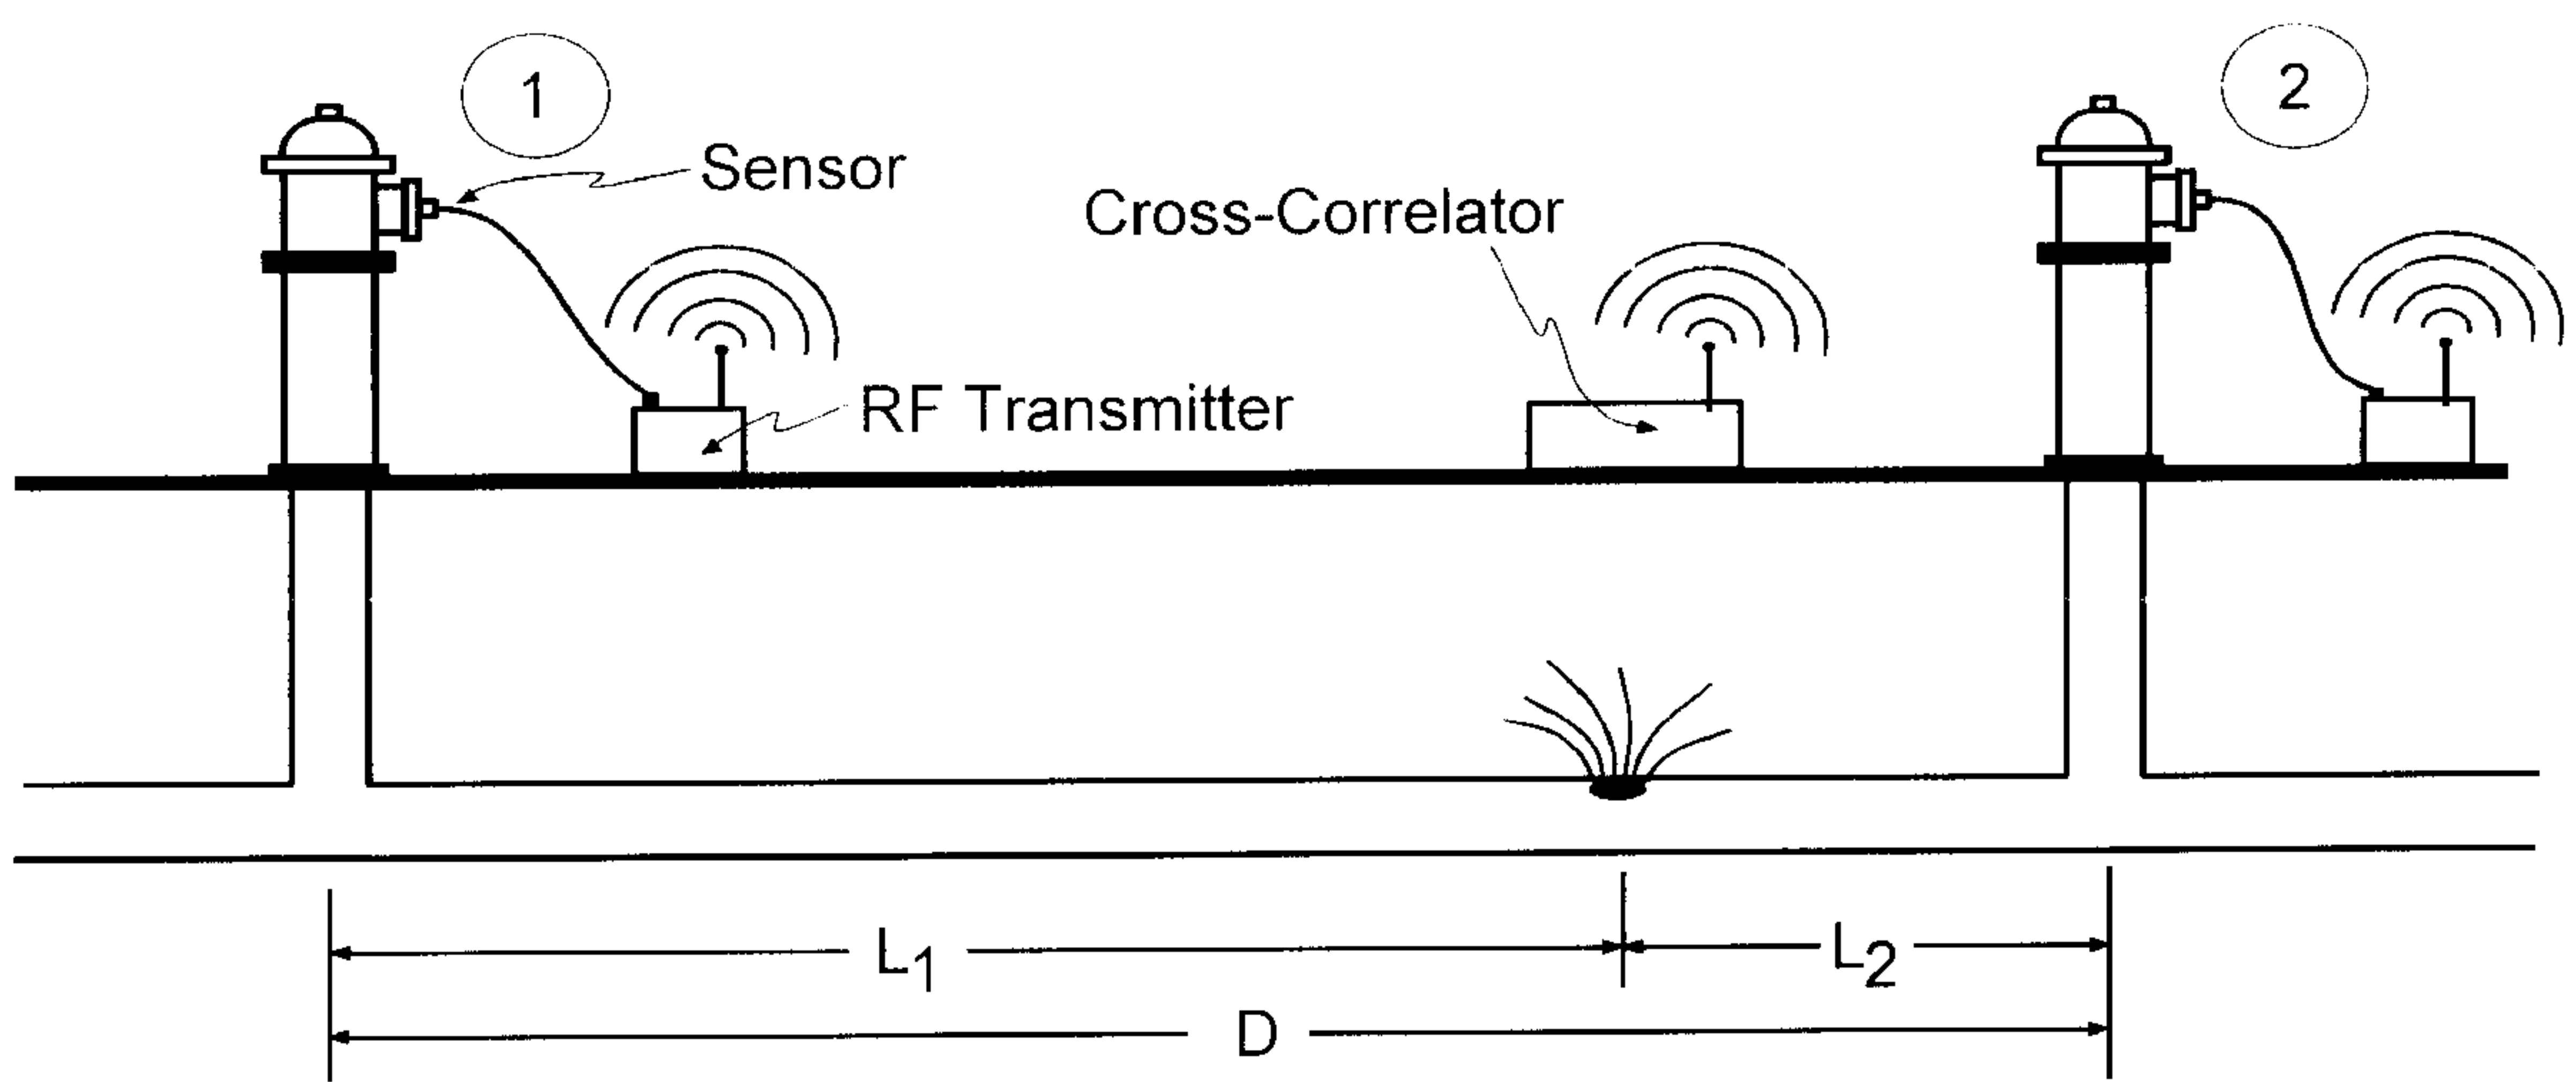 1
2
Sensor
Cross-Correlator
RF Transmitter
L1
L2
D